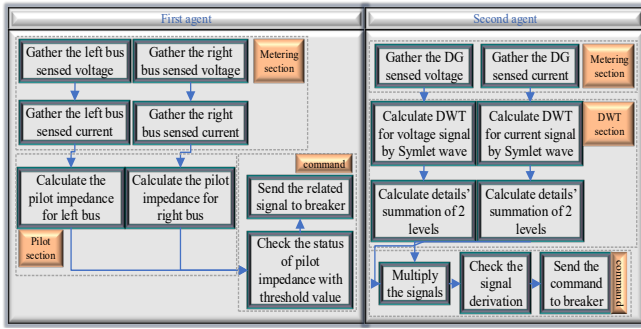 First agent
Gather the left bus
sensed voltage
Gather the right
bus sensed voltage
Metering
section
Gather the left bus
sensed current
Gather the right
bus sensed current
Calculate the
pilot impedance
for left bus
Calculate the pilot
impedance for
right bus
Pilot
section
command
Send the related
signal to breaker
Check the status
of pilot
impedance with
threshold value
Second agent
Gather the DG
sensed voltage
Gather the DG
sensed current
Metering
section
Calculate DWT
for voltage signal
by Symlet wave
Calculate DWT
for current signal
by Symlet wave
DWT
section
Calculate details'
summation of 2
levels
Calculate details'
summation of 2
levels
Multiply
the signals
Check the
signal
derivation
Send the
command
to breaker
command